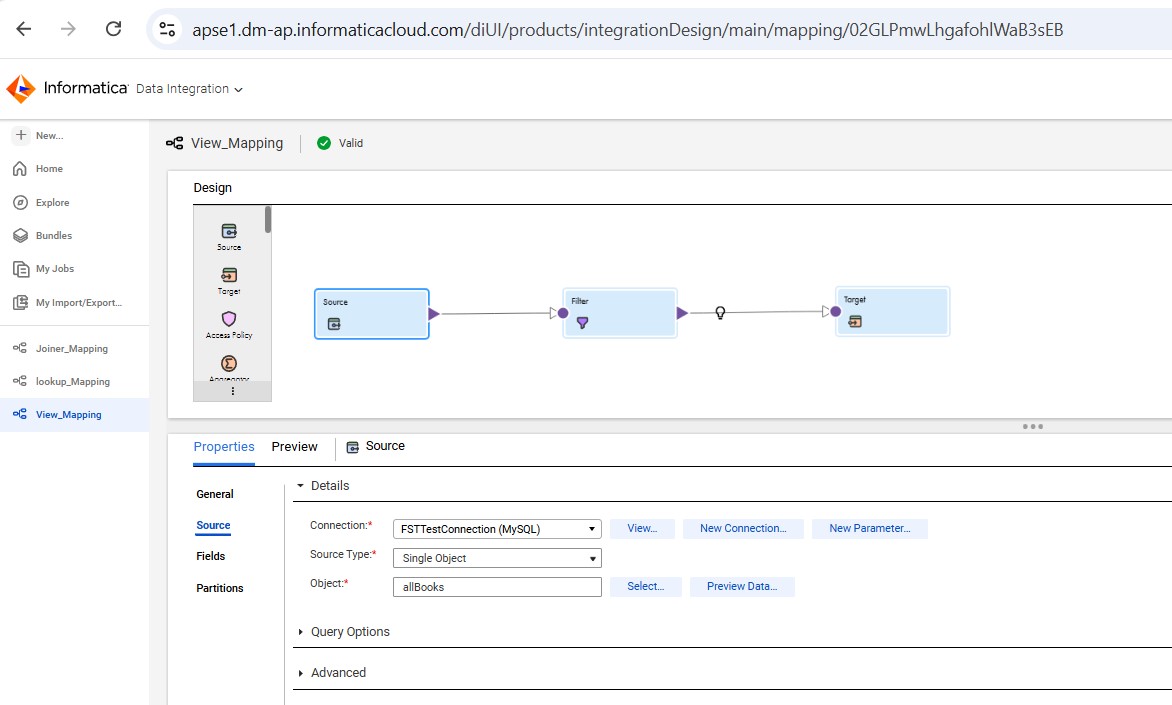 apse1.dm-ap.informaticacloud.com/diUI/products/integrationDesign/main/mapping/02GLPmwLhgafohlWaB3sEB
Informatica Data Integration
New...
Home
Explore
Bundles
My Jobs
My Import/Export...
Joiner_Mapping
lookup_Mapping
View_Mapping
View_Mapping Valid
Design
Source
Target
Access Policy
Aggregator
Source
Filter
Target
Properties Preview Source
General
Source
Fields
Partitions
Details
Connection:* FSTTestConnection (MySQL) View... New Connection... New Parameter...
Source Type:* Single Object
Object:* allBooks Select... Preview Data...
Query Options
Advanced